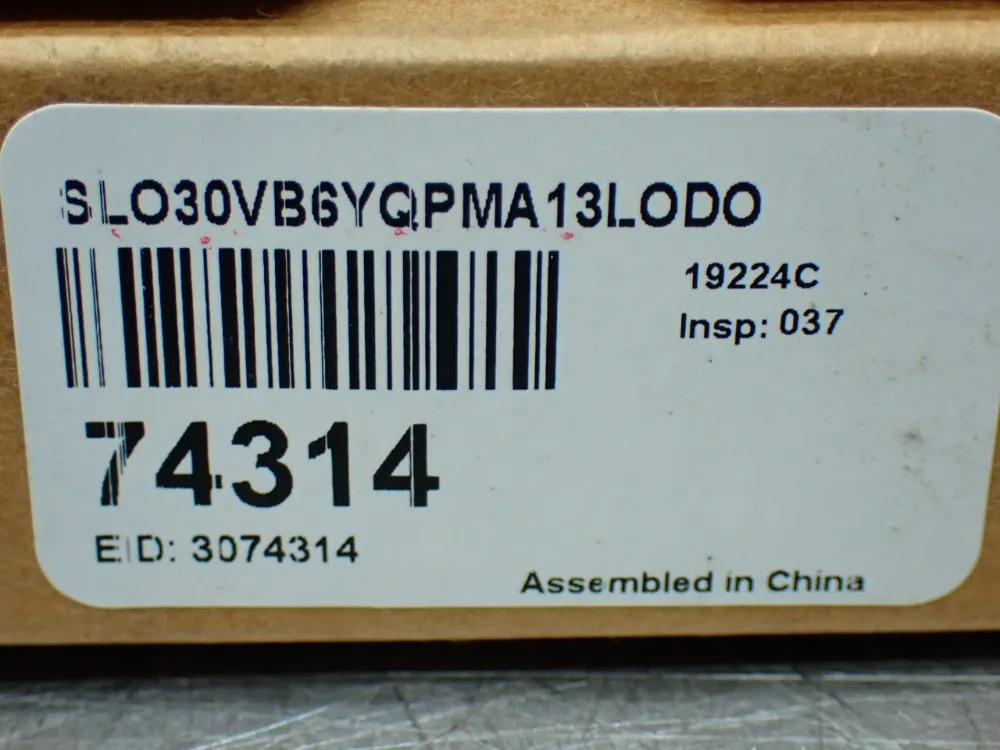 SLO30VB6YQPMA13LODO
19224C
Insp: 037
74314
EID: 3074314
Assembled in China